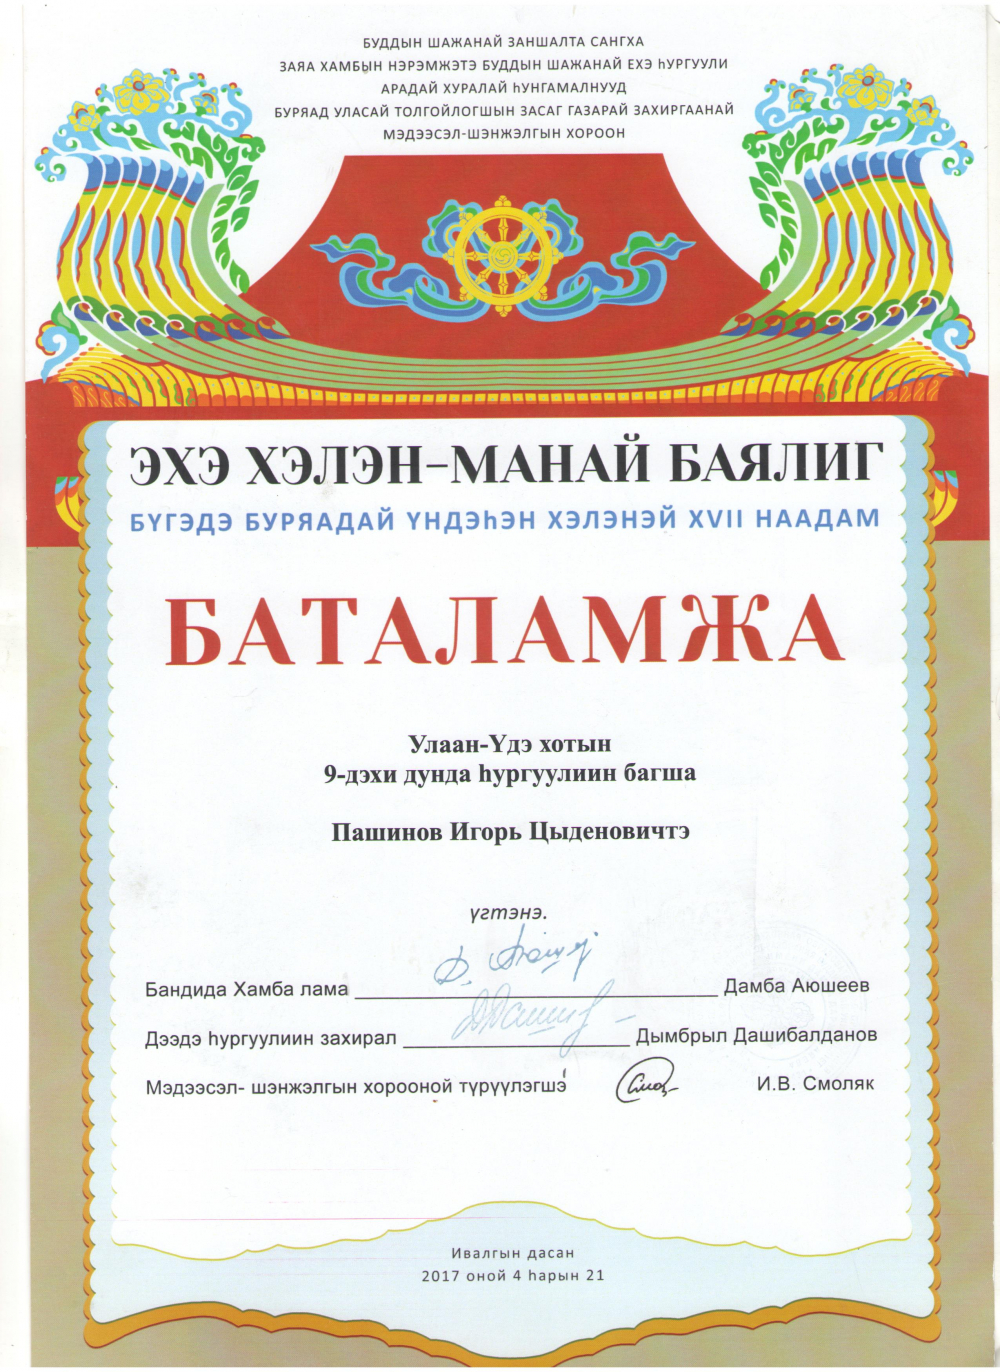 БУДДЫН ШАЖАНАЙ ЗАНШАЛТА САНГХА
ЗАЯА ХАМБЫН НЭРЭМЖЭТЭ БУДДЫН ШАЖАНАЙ ЕХЭ һУРГУУЛИ
АРАДАЙ ХУРАЛАЙ һУНГАМАЛНУУД
БУРЯАД УЛАСАЙ ТОЛГОЙЛОГШЫН ЗАСАГ ГАЗАРАЙ ЗАХИРГААНАЙ
МЭДЭЭСЭЛ-ШЭНЖЭЛГЫН ХОРООН
ЭХЭ ХЭЛЭН-МАНАЙ БАЯЛИГ
БҮГЭДЭ БУРЯАДАЙ ҮНДЭһЭН ХЭЛЭНЭЙ XVII НААДАМ
БАТАЛАМЖА
Улаан-Үдэ хотын
9-дэхи дунда һургуулиин багша
Пашинов Игорь Цыденовичтэ
үгтэнэ.
Бандида Хамба лама Дамба Аюшеев
Дээдэ һургуулиин захирал Дымбрыл Дашибалданов
Мэдээсэл- шэнжэлгын хорооной түрүүлэгшэ И.В. Смоляк
Ивалгын дасан
2017 оной 4 һарын 21